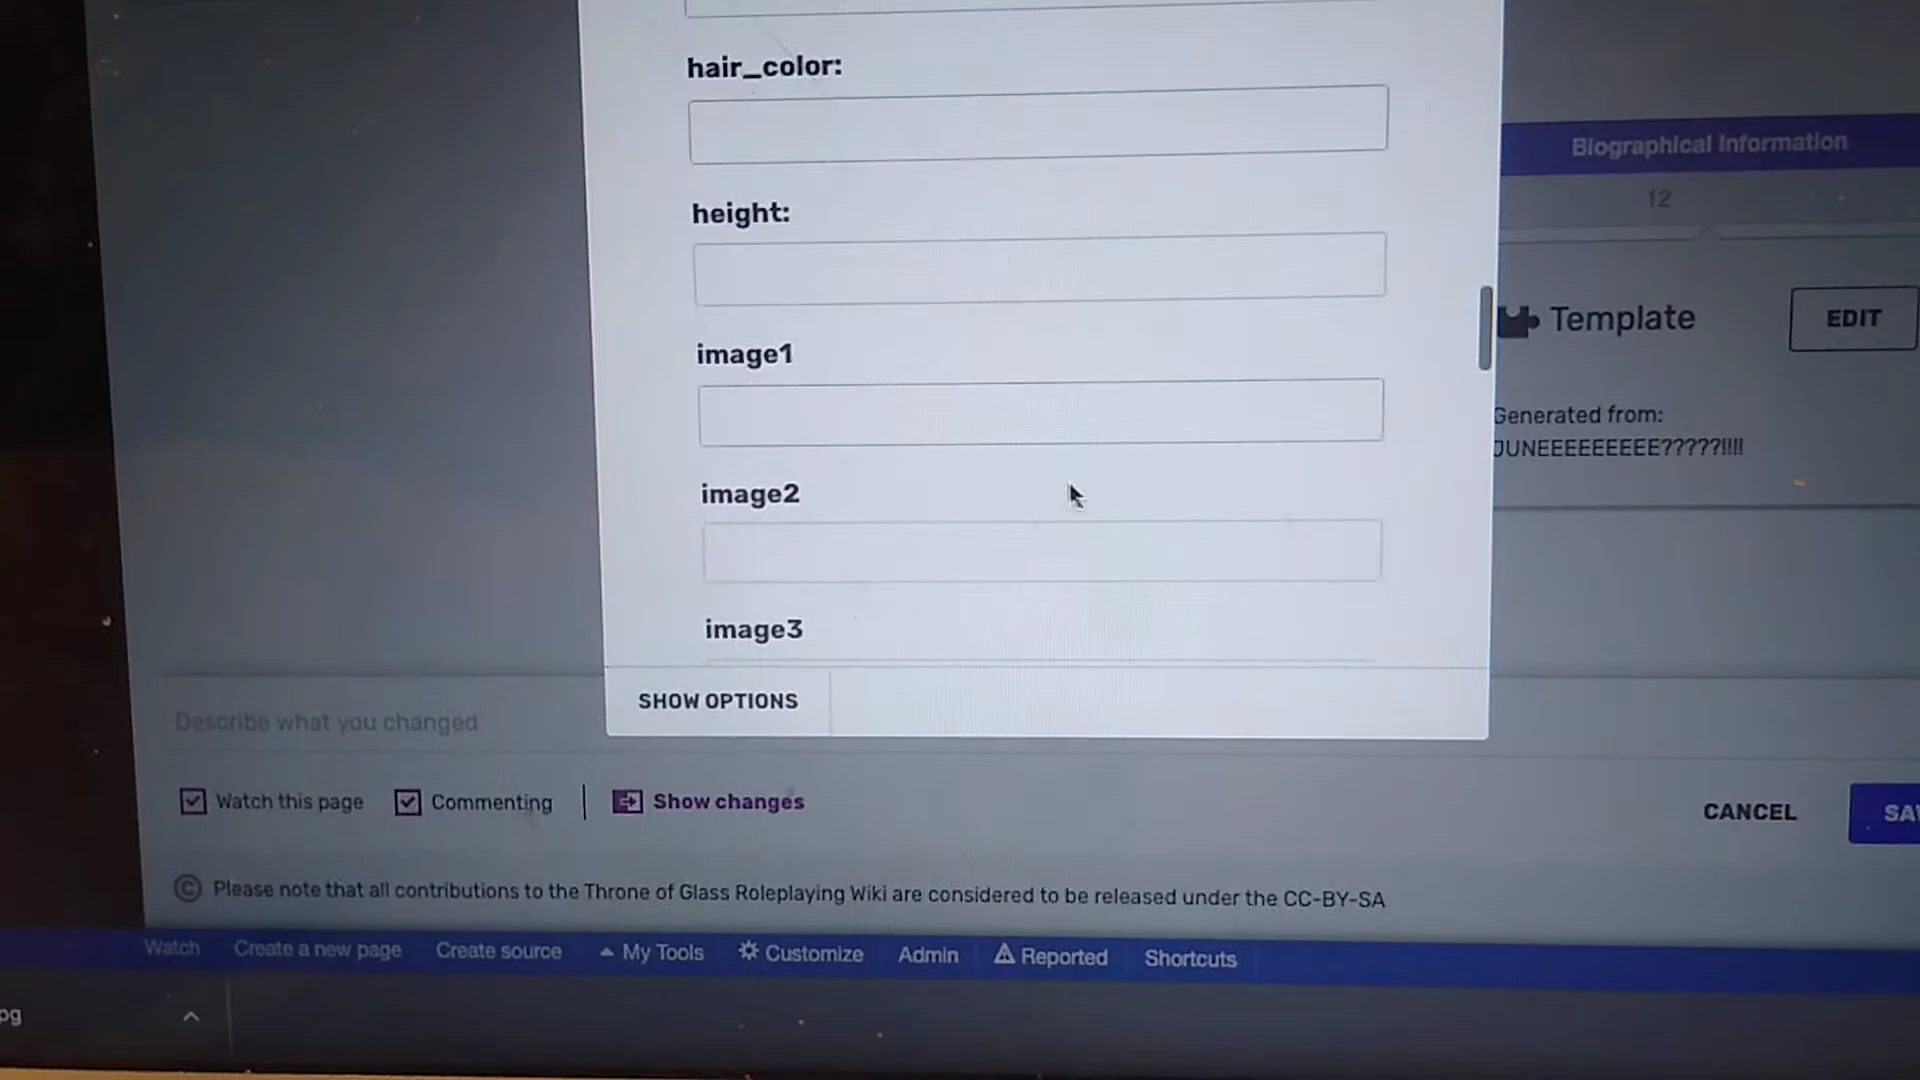 hair_color:
Biographical Information
12
height:
Template
EDIT
image1
Generated from:
JUNEEEEEEEEE?????!!!!
image2
image3
SHOW OPTIONS
Describe what you changed
Watch this page
Commenting
Show changes
CANCEL
Please note that all contributions to the Throne of Glass Roleplaying Wiki are considered to be released under the CC-BY-SA
Watch
Create a new page
Create source
My Tools
Customize
Admin
Reported
Shortcuts